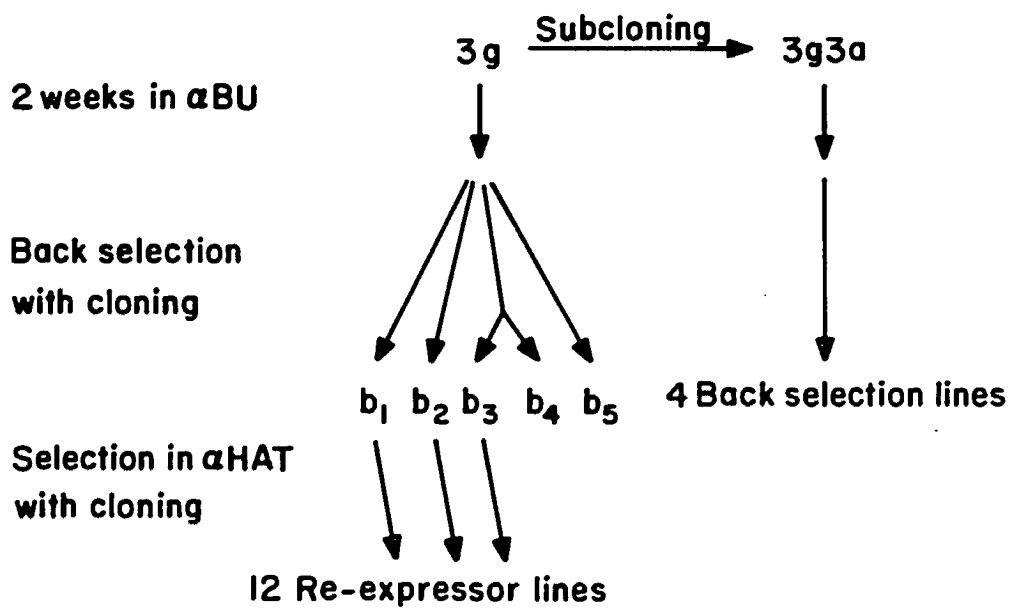 3g Subcloning 3g3a
2 weeks in αBU
Back selection
with cloning
b₁ b₂ b₃ b₄ b₅ 4 Back selection lines
Selection in αHAT
with cloning
12 Re-expressor lines